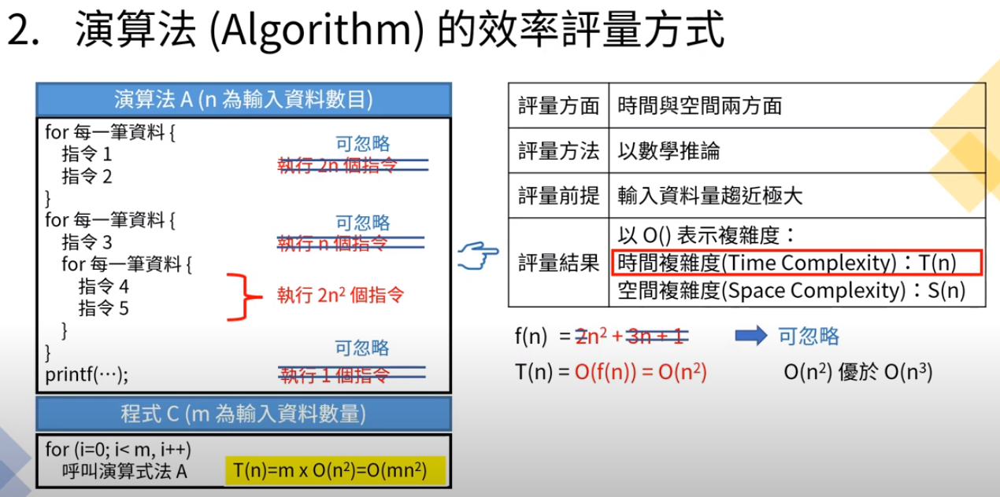 2. 演算法 (Algorithm) 的效率評量方式
演算法 A (n 為輸入資料數目)
for 每一筆資料 {
指令 1
指令 2
}
可忽略
執行 2n 個指令
for 每一筆資料 {
指令 3
可忽略
執行 n 個指令
for 每一筆資料 {
指令 4
指令 5
}
執行 2n² 個指令
}
printf(⋯);
可忽略
執行 1 個指令
程式 C (m 為輸入資料數量)
for (i=0; i< m, i++)
呼叫演算式法 A
T(n)=m x O(n²)=O(mn²)
評量方面 時間與空間兩方面
評量方法 以數學推論
評量前提 輸入資料量趨近極大
評量結果
以 O() 表示複雜度：
時間複雜度(Time Complexity)：T(n)
空間複雜度(Space Complexity)：S(n)
f(n) = 2n² + 3n + 1 可忽略
T(n) = O(f(n)) = O(n²) O(n²) 優於 O(n³)